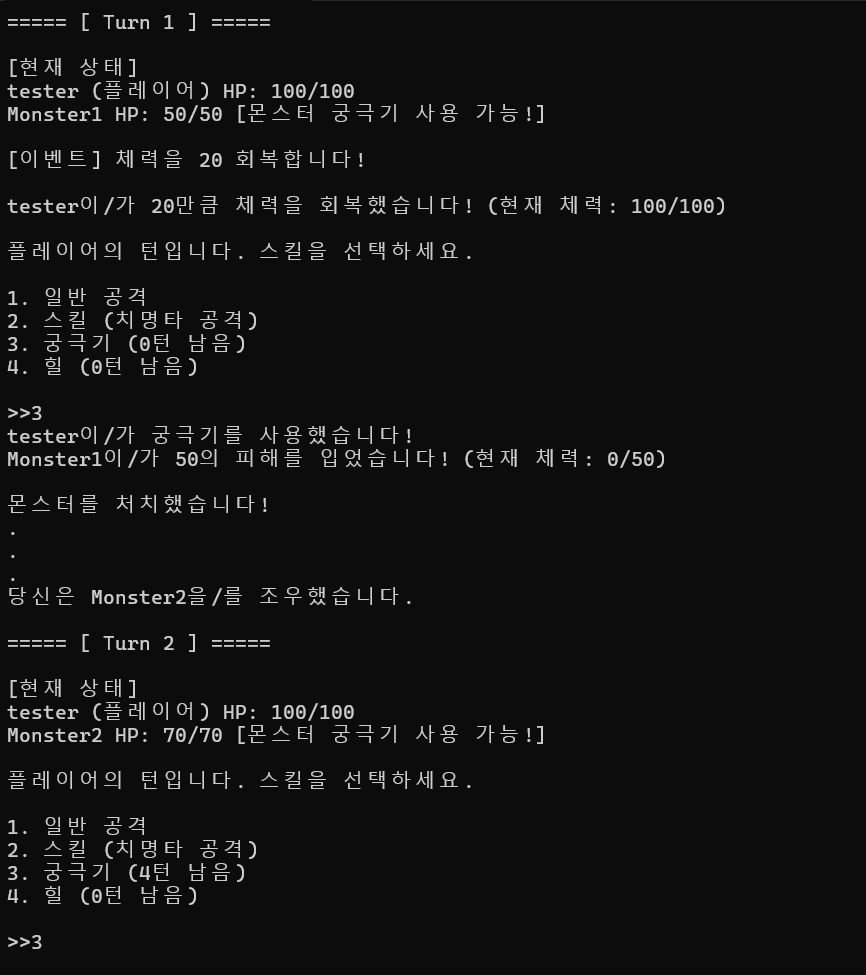 ===== [ Turn 1 ] =====
[현재 상태]
tester (플레이어) HP: 100/100
Monster1 HP: 50/50 [몬스터 궁극기 사용 가능!]
[이벤트] 체력을 20 회복합니다!
tester이/가 20만큼 체력을 회복했습니다! (현재 체력: 100/100)
플레이어의 턴입니다. 스킬을 선택하세요.
1. 일반 공격
2. 스킬 (치명타 공격)
3. 궁극기 (0턴 남음)
4. 힐 (0턴 남음)
>>3
tester이/가 궁극기를 사용했습니다!
Monster1이/가 50의 피해를 입었습니다! (현재 체력: 0/50)
몬스터를 처치했습니다!
.
.
.
당신은 Monster2을/를 조우했습니다.
===== [ Turn 2 ] =====
[현재 상태]
tester (플레이어) HP: 100/100
Monster2 HP: 70/70 [몬스터 궁극기 사용 가능!]
플레이어의 턴입니다. 스킬을 선택하세요.
1. 일반 공격
2. 스킬 (치명타 공격)
3. 궁극기 (4턴 남음)
4. 힐 (0턴 남음)
>>3